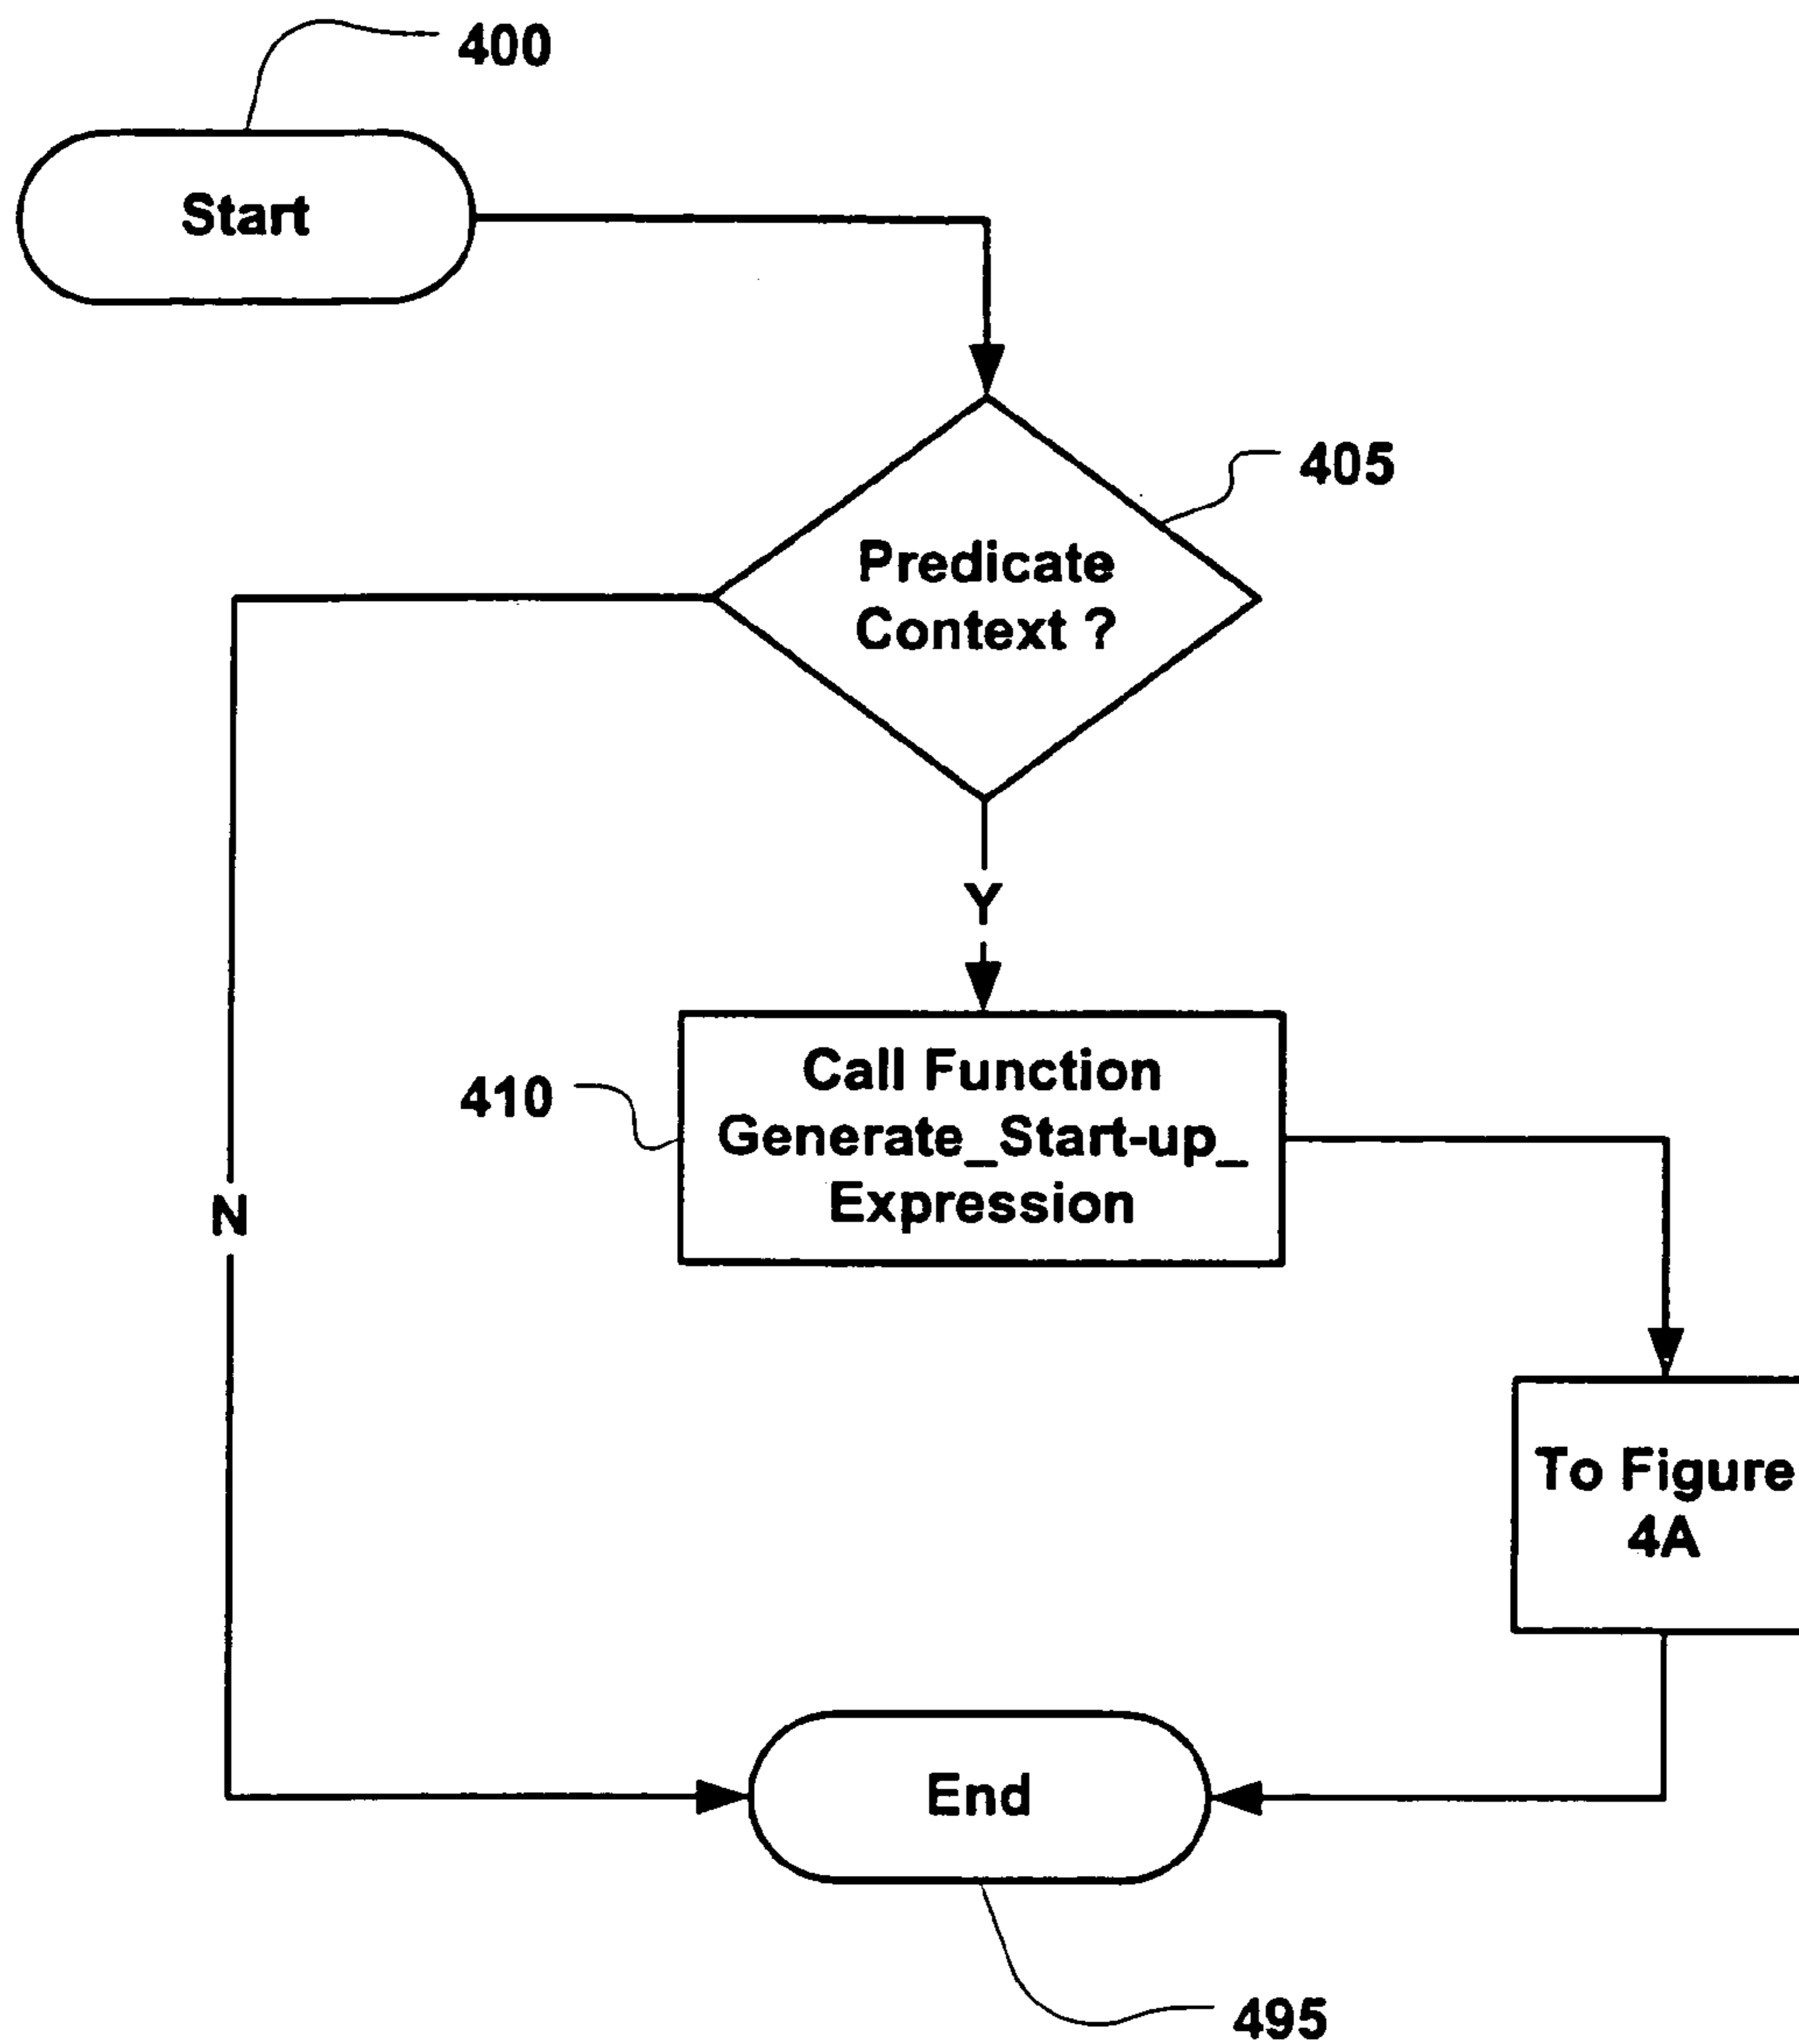 400
Start
405
Predicate
Context ?
Y
410
Call Function
Generate_Start-up_
Expression
N
To Figure
4A
End
495